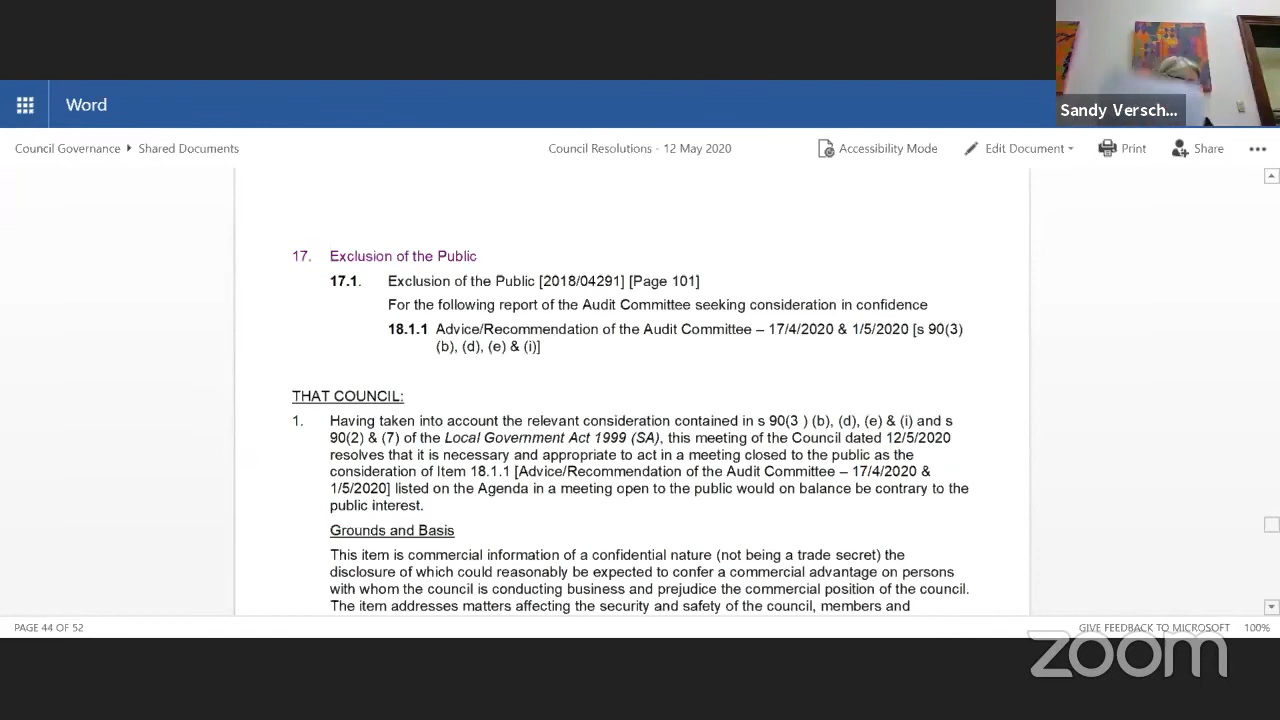 Word
Sandy Versch...
Council Governance Shared Documents
Council Resolutions - 12 May 2020
Accessibility Mode
Edit Document
Print
Share
17. Exclusion of the Public
17.1. Exclusion of the Public [2018/04291] [Page 101]
For the following report of the Audit Committee seeking consideration in confidence
18.1.1 Advice/Recommendation of the Audit Committee – 17/4/2020 & 1/5/2020 [s 90(3)
(b), (d), (e) & (i)]
THAT COUNCIL:
1. Having taken into account the relevant consideration contained in s 90(3 ) (b), (d), (e) & (i) and s
90(2) & (7) of the Local Government Act 1999 (SA), this meeting of the Council dated 12/5/2020
resolves that it is necessary and appropriate to act in a meeting closed to the public as the
consideration of Item 18.1.1 [Advice/Recommendation of the Audit Committee – 17/4/2020 &
1/5/2020] listed on the Agenda in a meeting open to the public would on balance be contrary to the
public interest.
Grounds and Basis
This item is commercial information of a confidential nature (not being a trade secret) the
disclosure of which could reasonably be expected to confer a commercial advantage on persons
with whom the council is conducting business and prejudice the commercial position of the council.
The item addresses matters affecting the security and safety of the council, members and
PAGE 44 OF 52
GIVE FEEDBACK TO MICROSOFT 100%
zoom